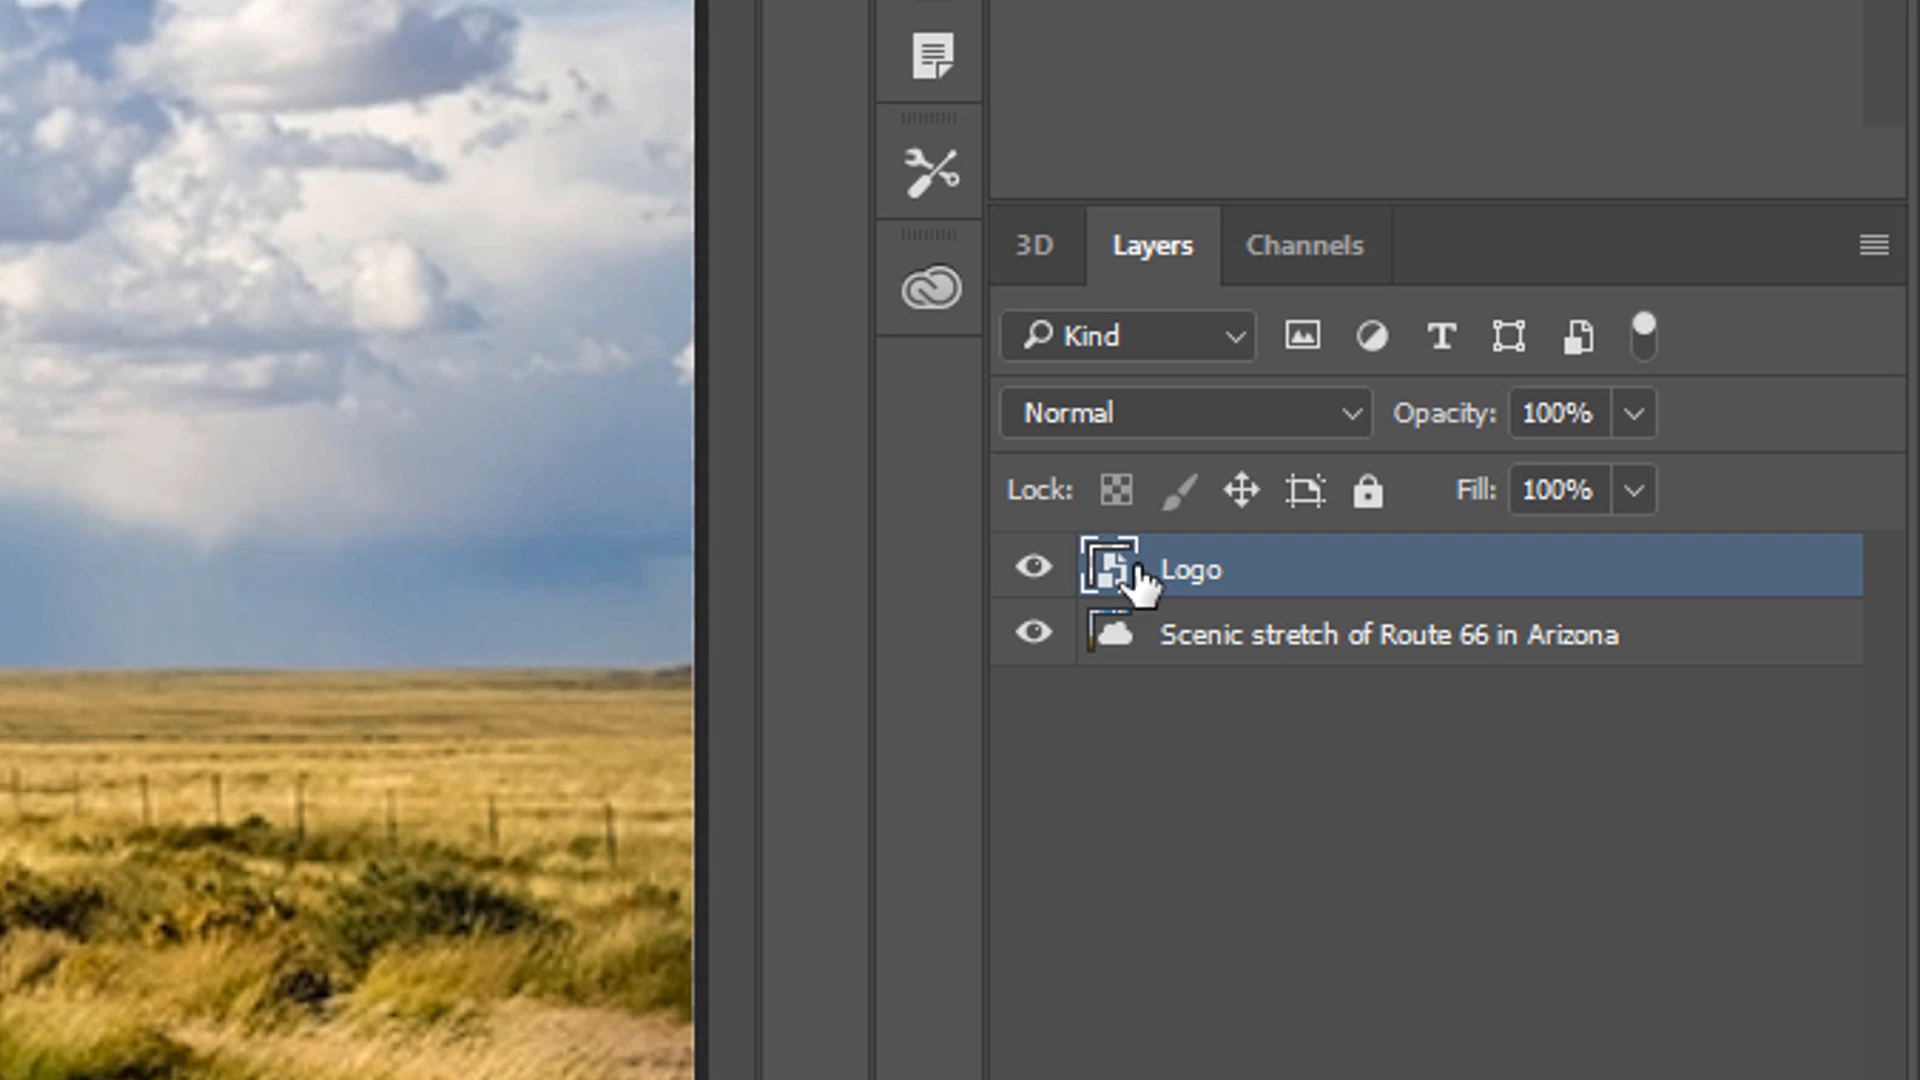 3D Layers Channels
Kind
Normal Opacity: 100%
Lock: Fill: 100%
Logo
Scenic stretch of Route 66 in Arizona